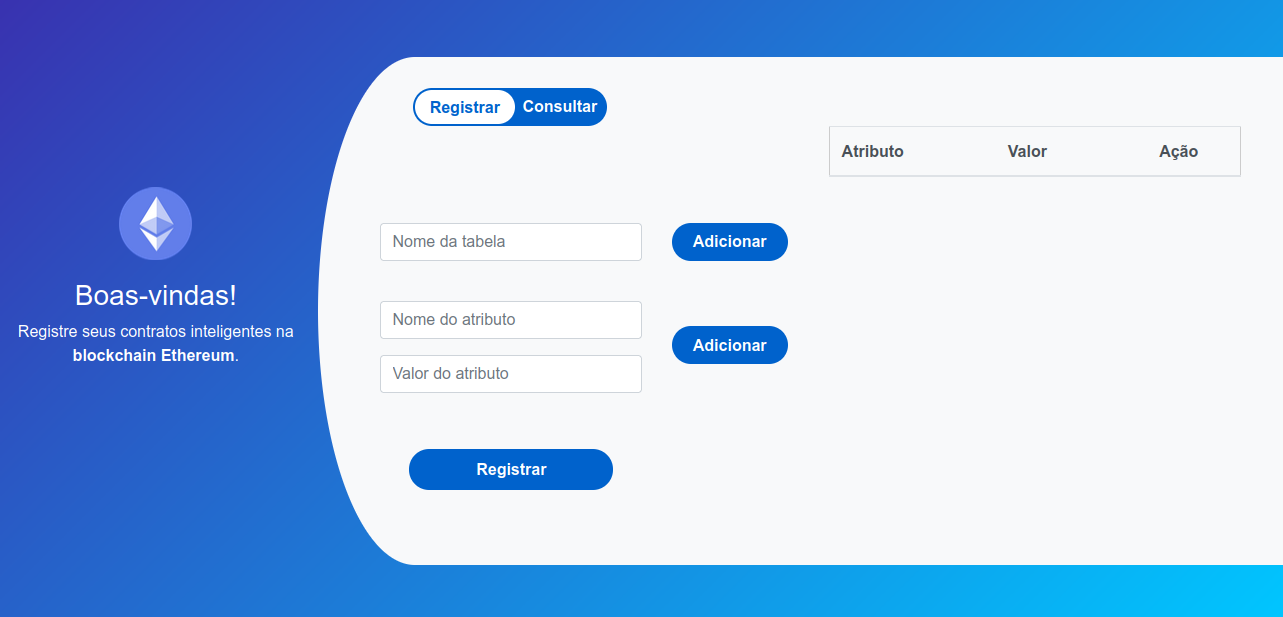 Registrar Consultar
Atributo Valor Ação
Nome da tabela Adicionar
Boas-vindas!
Registre seus contratos inteligentes na
blockchain Ethereum.
Nome do atributo
Adicionar
Valor do atributo
Registrar